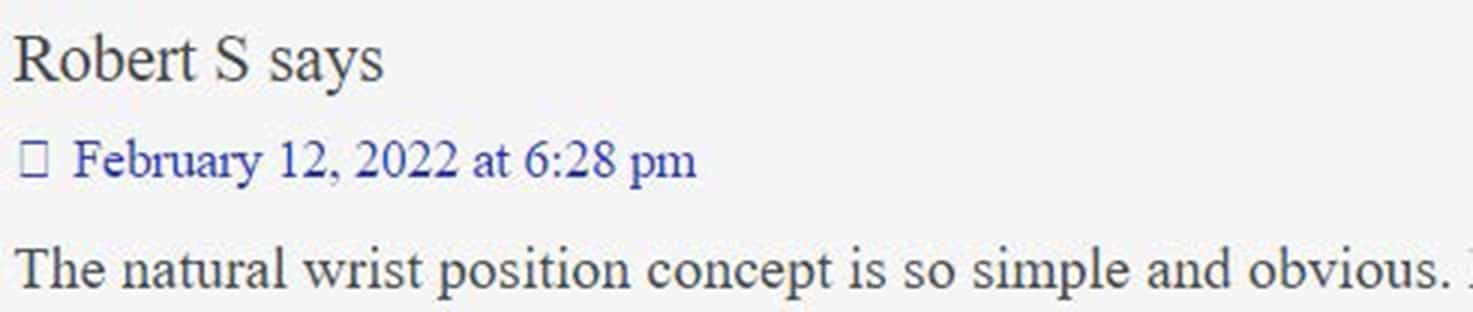 Robert S says
February 12, 2022 at 6:28 pm
The natural wrist position concept is so simple and obvious.